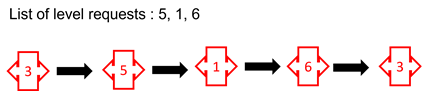 List of level requests : 5, 1, 6
3 5 1 6 3